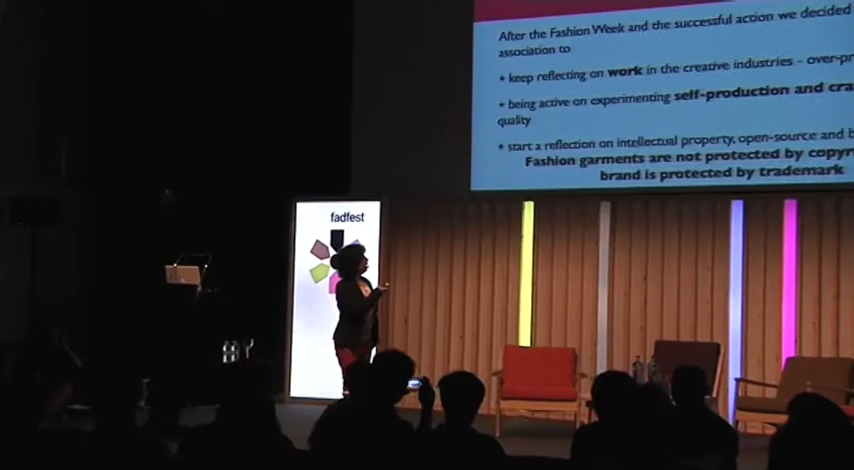 After the Fashion Week and the successful action we decided
association to
• keep reflecting on work in the creative industries - over-pr
• being active on experimenting self-production and cra
quality
• start a reflection on intellectual property, open-source and b
Fashion garments are not protected by copyr
brand is protected by trademark
fadfest